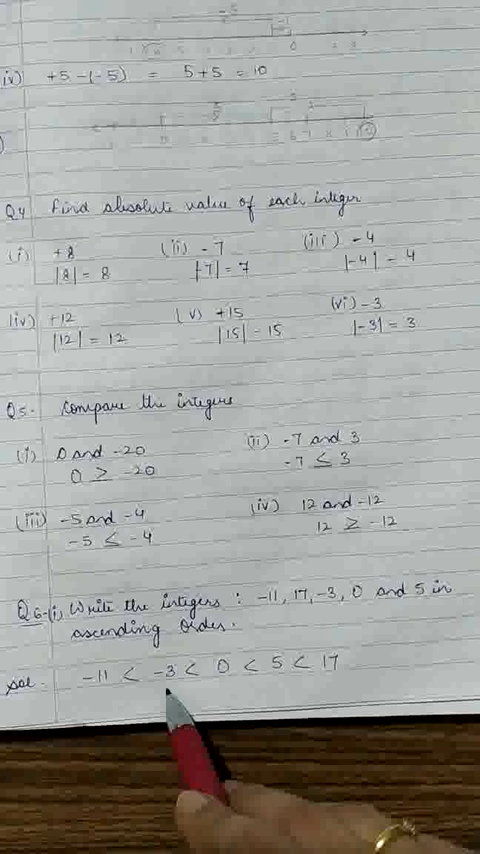 iv) +5 -(-5) = 5+5 = 10
Q4 Find absolute value of each integer
(i) +8 (ii) -7 (iii) -4
|8| = 8 |-7| = 7 |-4| = 4
(iv) +12 (v) +15 (vi) -3
|12| = 12 |15| = 15 |-3| = 3
Q5. Compare the integers
(i) 0 and -20 (ii) -7 and 3
0 ≥ -20 -7 ≤ 3
(iii) -5 and -4 (iv) 12 and -12
-5 ≤ -4 12 ≥ -12
Q6-(i) Write the integers : -11, 17, -3, 0 and 5 in
ascending order.
Sol. -11 < -3 < 0 < 5 < 17